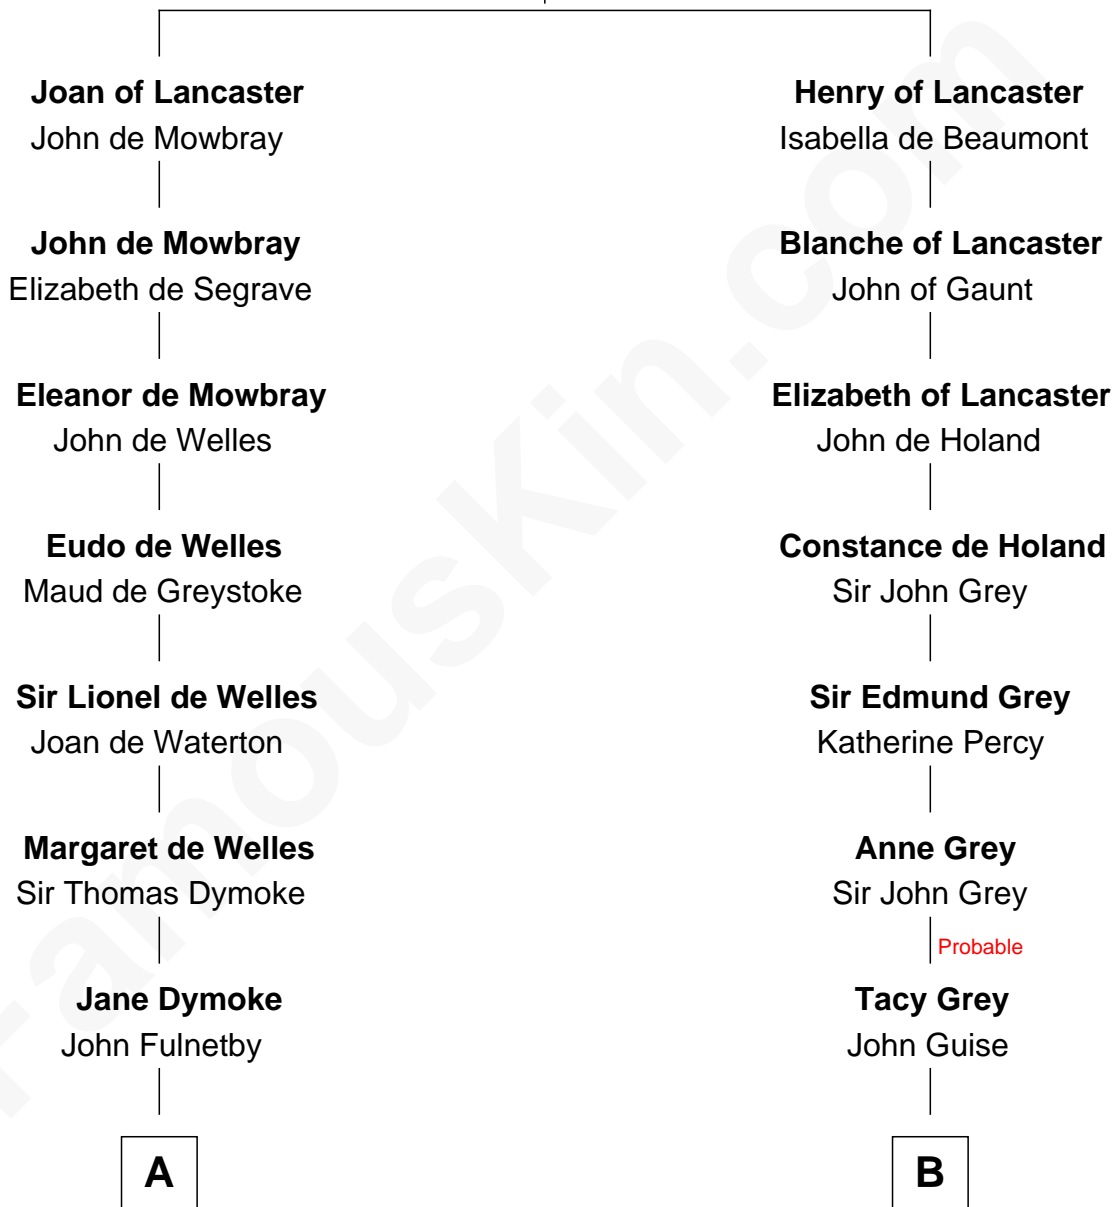 Joan of Lancaster
John de Mowbray
Henry of Lancaster
Isabella de Beaumont
John de Mowbray
Elizabeth de Segrave
Blanche of Lancaster
John of Gaunt
Eleanor de Mowbray
John de Welles
Elizabeth of Lancaster
John de Holand
Eudo de Welles
Maud de Greystoke
Constance de Holand
Sir John Grey
Sir Lionel de Welles
Joan de Waterton
Sir Edmund Grey
Katherine Percy
Margaret de Welles
Sir Thomas Dymoke
Anne Grey
Sir John Grey
Probable
Jane Dymoke
John Fulnetby
Tacy Grey
John Guise
A
B
FamousKin.com